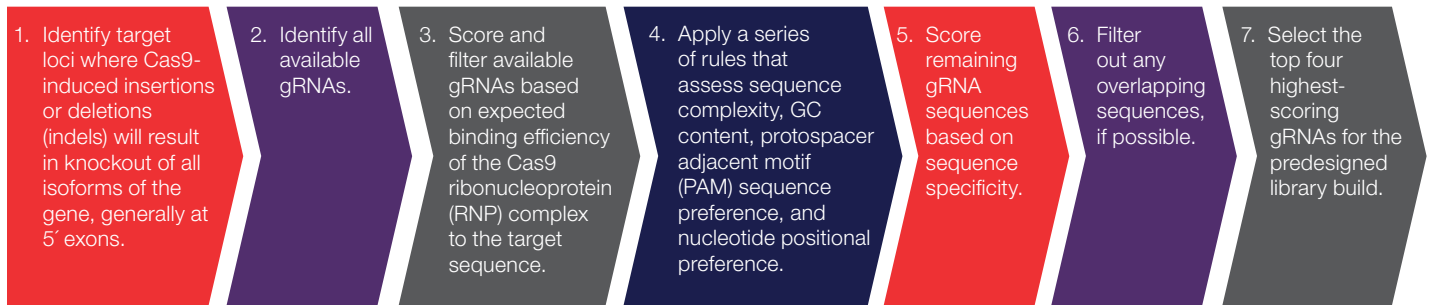 1. Identify target
loci where Cas9-
induced insertions
or deletions
(indels) will result
in knockout of all
isoforms of the
gene, generally at
5´ exons.
2. Identify all
available
gRNAs.
3. Score and
filter available
gRNAs based
on expected
binding efficiency
of the Cas9
ribonucleoprotein
(RNP) complex
to the target
sequence.
4. Apply a series
of rules that
assess sequence
complexity, GC
content, protospacer
adjacent motif
(PAM) sequence
preference, and
nucleotide positional
preference.
5. Score
remaining
gRNA
sequences
based on
sequence
specificity.
6. Filter
out any
overlapping
sequences,
if possible.
7. Select the
top four
highest-
scoring
gRNAs for the
predesigned
library build.